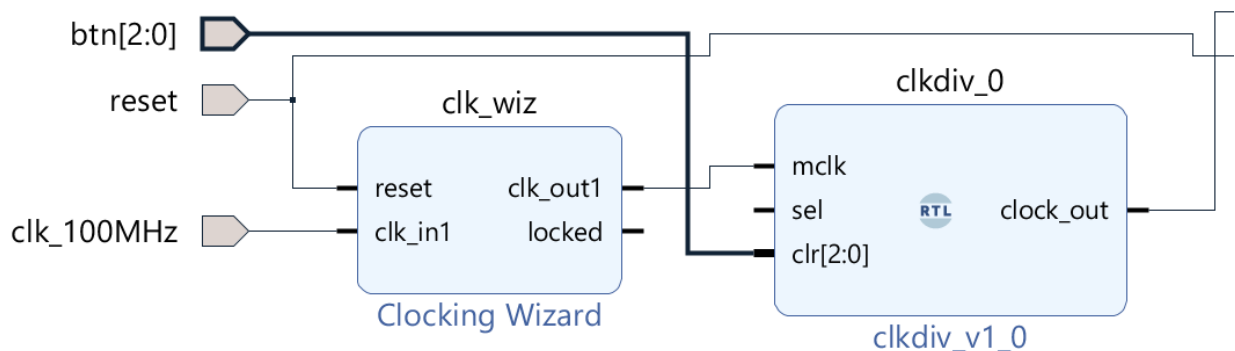 btn[2:0]
reset
clk_100MHz
clk_wiz
reset
clk_in1
clk_out1
locked
Clocking Wizard
clkdiv_0
mclk
sel
clr[2:0]
RTL
clock_out
clkdiv_v1_0